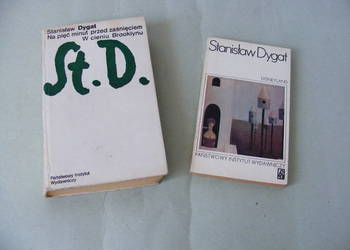 Stanisław Dygat
Na pięć minut przed zaśnięciem
W cieniu Brooklynu
St. D.
Państwowy Instytut
Wydawniczy
Stanisław Dygat
DISNEYLAND
PAŃSTWOWY INSTYTUT WYDAWNICZY